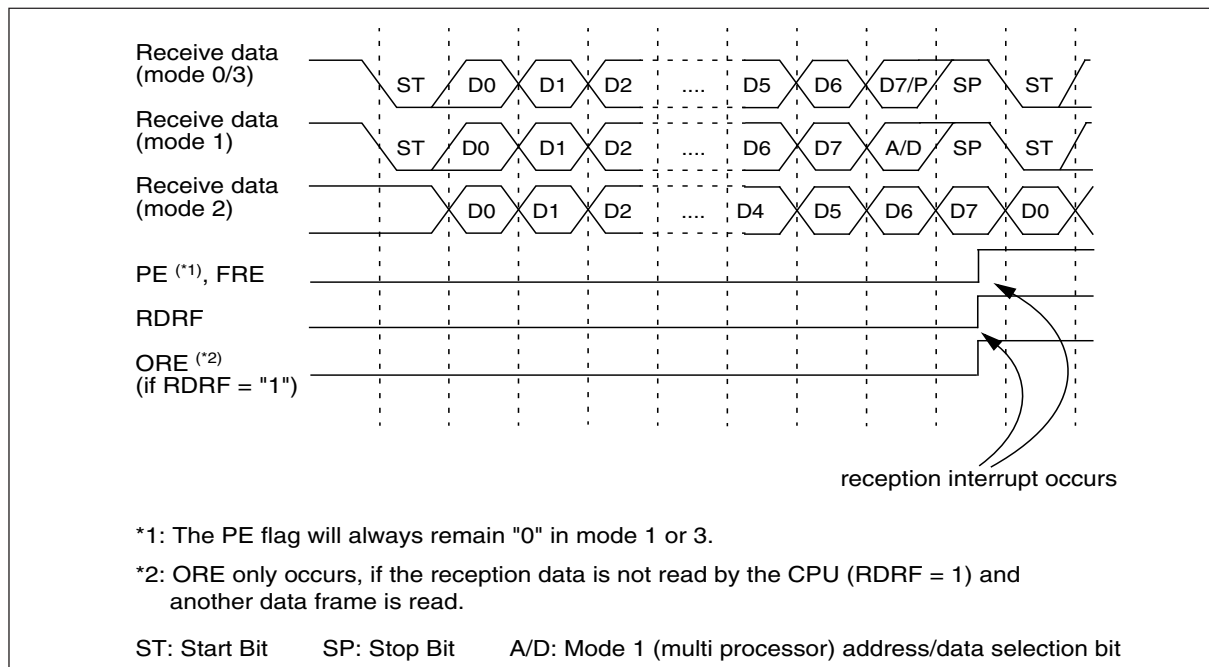 Receive data
(mode 0/3)
ST D0 D1 D2 .... D5 D6 D7/P SP ST
Receive data
(mode 1)
ST D0 D1 D2 .... D6 D7 A/D SP ST
Receive data
(mode 2)
D0 D1 D2 .... D4 D5 D6 D7 D0
PE (*1), FRE
RDRF
ORE (*2)
(if RDRF = "1")
reception interrupt occurs
*1: The PE flag will always remain "0" in mode 1 or 3.
*2: ORE only occurs, if the reception data is not read by the CPU (RDRF = 1) and
another data frame is read.
ST: Start Bit SP: Stop Bit A/D: Mode 1 (multi processor) address/data selection bit